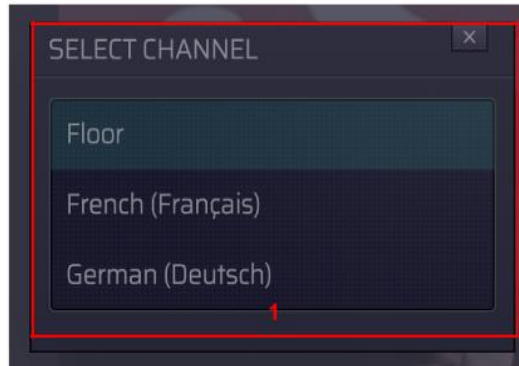 SELECT CHANNEL
Floor
French (Français)
German (Deutsch)
1